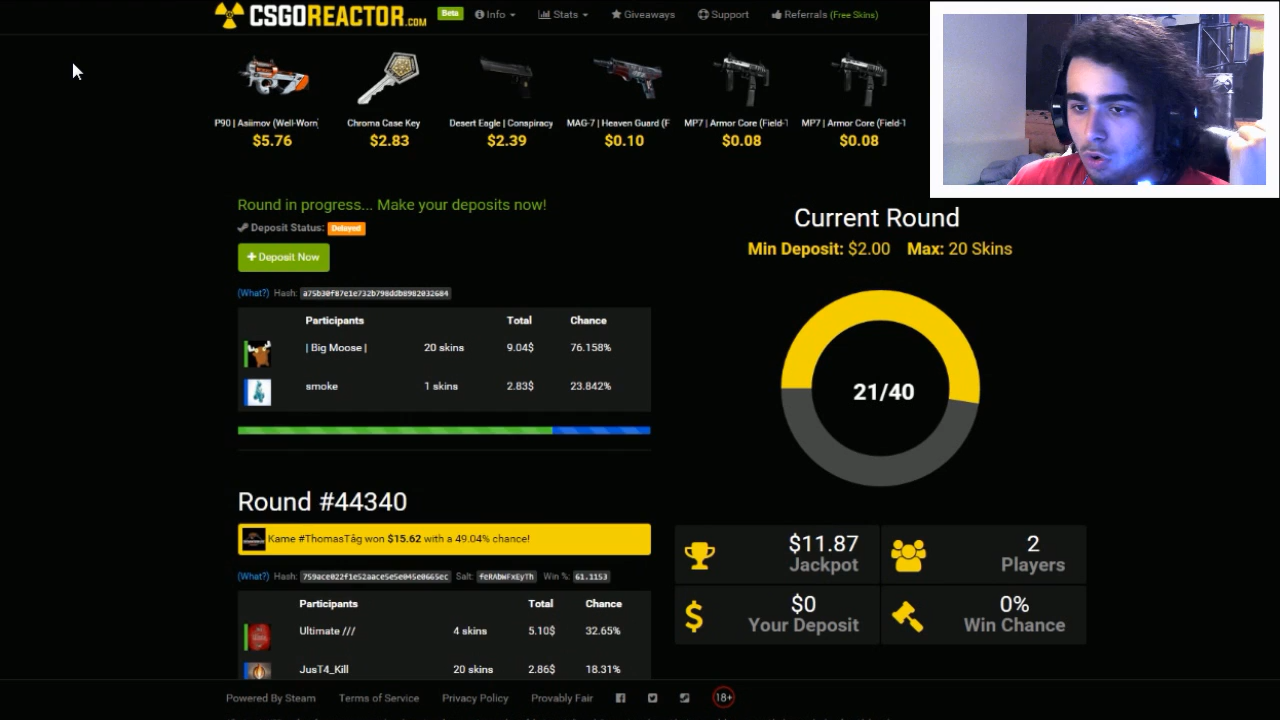 CSGOREACTOR.COM Beta Info Stats Giveaways Support Referrals (Free Skins)
P90 | Asiimov (Well-Worn) Chroma Case Key Desert Eagle | Conspiracy MAG-7 | Heaven Guard (F MP7 | Armor Core (Field-T MP7 | Armor Core (Field-T
$5.76 $2.83 $2.39 $0.10 $0.08 $0.08
Round in progress... Make your deposits now!
Deposit Status: Delayed
+ Deposit Now
(What?) Hash: a75b30f87e1e732b798ddb8982032684
Participants Total Chance
| Big Moose | 20 skins 9.04$ 76.158%
smoke 1 skins 2.83$ 23.842%
Current Round
Min Deposit: $2.00 Max: 20 Skins
21/40
Round #44340
Kame #ThomasTåg won $15.62 with a 49.04% chance!
(What?) Hash: 759ace022f1e52aace5e5e045e0665ec Salt: feRAbWFxEyTh Win %: 61.1153
Participants Total Chance
Ultimate /// 4 skins 5.10$ 32.65%
JusT4_Kill 20 skins 2.86$ 18.31%
$11.87
Jackpot
2
Players
$0
Your Deposit
0%
Win Chance
Powered By Steam Terms of Service Privacy Policy Provably Fair 18+